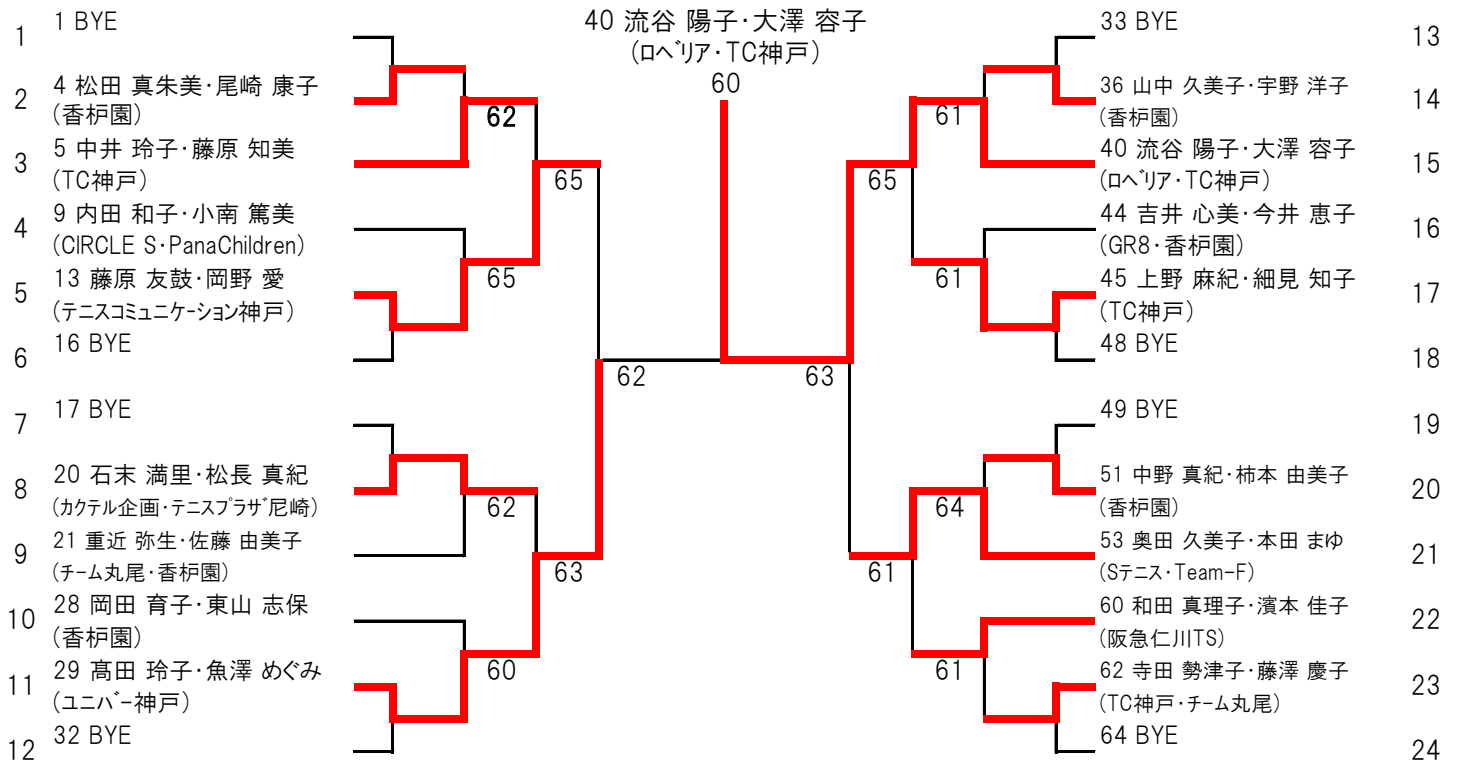 40 流谷 陽子・大澤 容子
(ロベリア・TC神戸)
60
1
1 BYE
2
4 松田 真朱美・尾崎 康子
(香枦園)
62
3
5 中井 玲子・藤原 知美
(TC神戸)
65
4
9 内田 和子・小南 篤美
(CIRCLE S・PanaChildren)
65
5
13 藤原 友鼓・岡野 愛
(テニスコミュニケーション神戸)
6
16 BYE
62
7
17 BYE
8
20 石末 満里・松長 真紀
(カクテル企画・テニスプラザ尼崎)
62
9
21 重近 弥生・佐藤 由美子
(チーム丸尾・香枦園)
63
10
28 岡田 育子・東山 志保
(香枦園)
60
11
29 髙田 玲子・魚澤 めぐみ
(ユニバー神戸)
12
32 BYE
33 BYE
13
61
36 山中 久美子・宇野 洋子
(香枦園)
14
65
40 流谷 陽子・大澤 容子
(ロベリア・TC神戸)
15
44 吉井 心美・今井 恵子
(GR8・香枦園)
16
61
45 上野 麻紀・細見 知子
(TC神戸)
17
48 BYE
18
63
49 BYE
19
64
51 中野 真紀・柿本 由美子
(香枦園)
20
61
53 奥田 久美子・本田 まゆ
(Sテニス・Team-F)
21
60 和田 真理子・濱本 佳子
(阪急仁川TS)
22
61
62 寺田 勢津子・藤澤 慶子
(TC神戸・チーム丸尾)
23
64 BYE
24